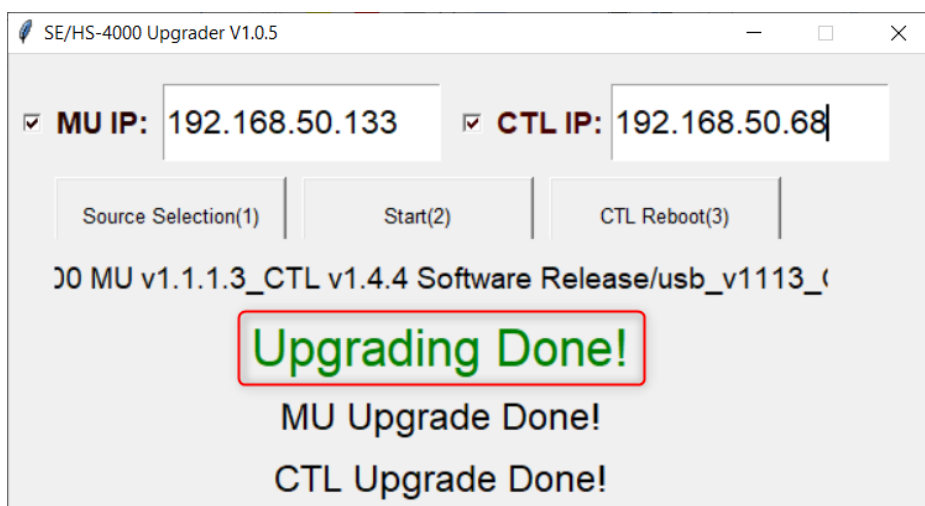 SE/HS-4000 Upgrader V1.0.5
MU IP: 192.168.50.133 CTL IP: 192.168.50.68
Source Selection(1) Start(2) CTL Reboot(3)
00 MU v1.1.1.3_CTL v1.4.4 Software Release/usb_v1113_
Upgrading Done!
MU Upgrade Done!
CTL Upgrade Done!